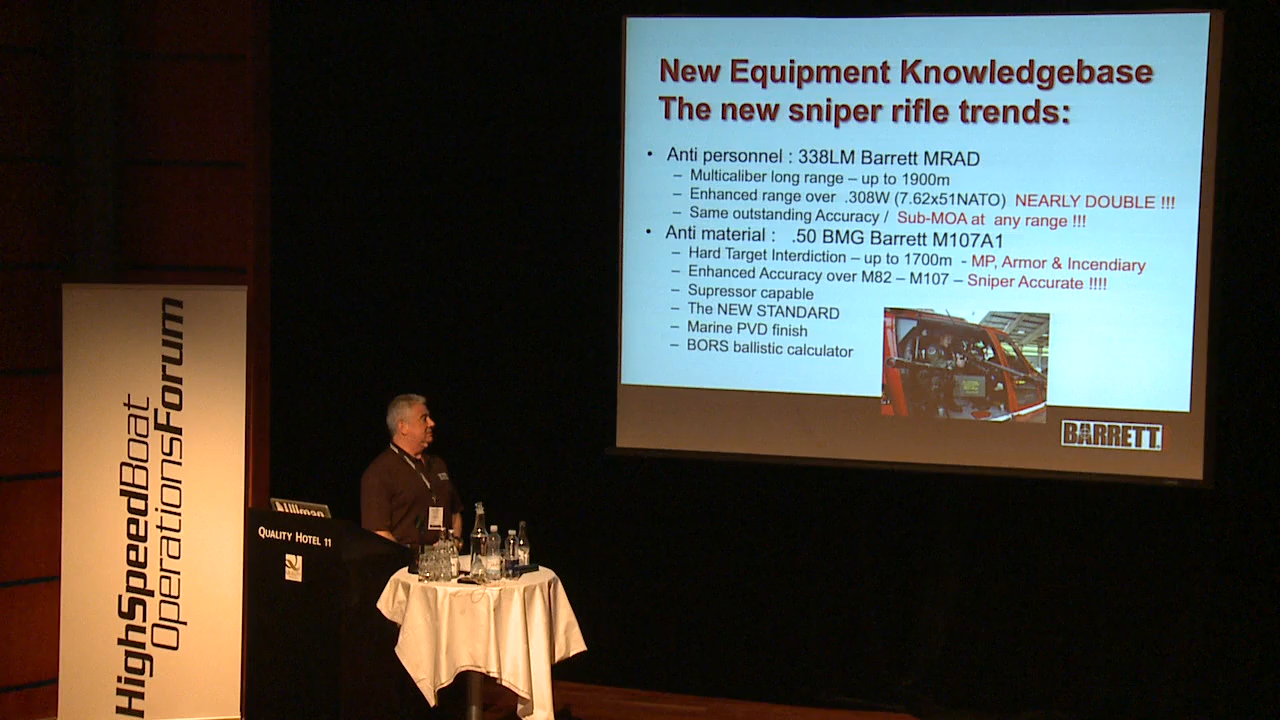 New Equipment Knowledgebase
The new sniper rifle trends:
• Anti personnel : 338LM Barrett MRAD
– Multicaliber long range – up to 1900m
– Enhanced range over .308W (7.62x51NATO) NEARLY DOUBLE !!!
– Same outstanding Accuracy / Sub-MOA at any range !!!
• Anti material : .50 BMG Barrett M107A1
– Hard Target Interdiction – up to 1700m - MP, Armor & Incendiary
– Enhanced Accuracy over M82 – M107 – Sniper Accurate !!!!
– Supressor capable
– The NEW STANDARD
– Marine PVD finish
– BORS ballistic calculator
BARRETT
HighSpeedBoat
OperationsForum
Ullman
QUALITY HOTEL 11